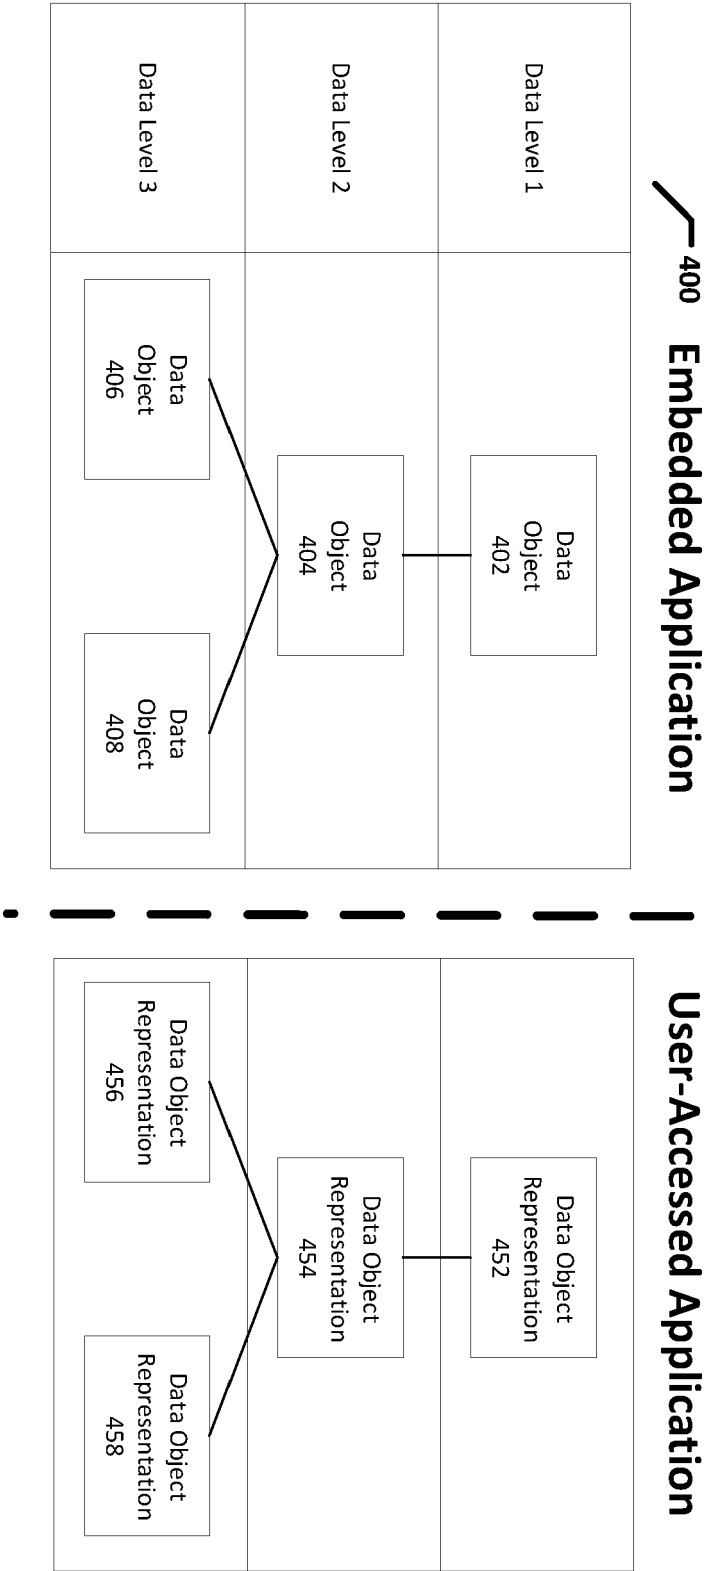 400
Embedded Application
User-Accessed Application
Data Level 1
Data
Object
402
Data Object
Representation
452
Data Level 2
Data
Object
404
Data Object
Representation
454
Data Level 3
Data
Object
406
Data
Object
408
Data Object
Representation
456
Data Object
Representation
458